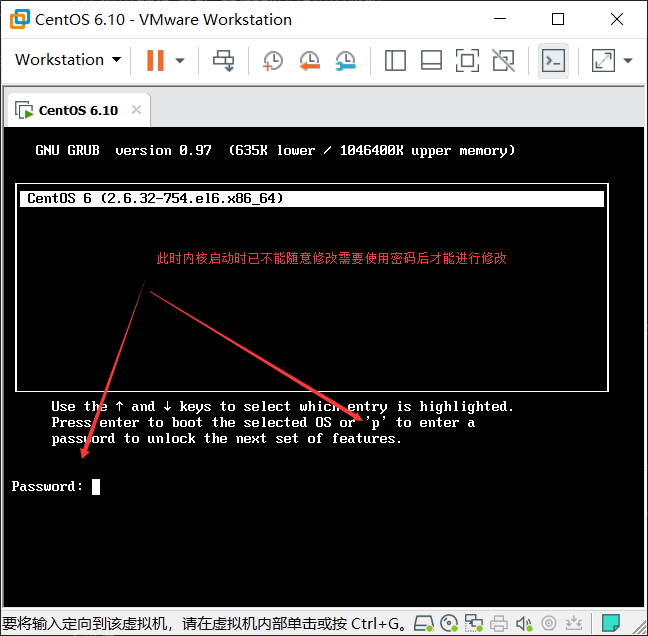 CentOS 6.10 - VMware Workstation
Workstation
CentOS 6.10
GNU GRUB  version 0.97  (635K lower / 1046400K upper memory)
CentOS 6 (2.6.32-754.el6.x86_64)
此时内核启动时已不能随意修改需要使用密码后才能进行修改
Use the ↑ and ↓ keys to select which entry is highlighted.
Press enter to boot the selected OS or 'p' to enter a
password to unlock the next set of features.
Password:
要将输入定向到该虚拟机，请在虚拟机内部单击或按 Ctrl+G。